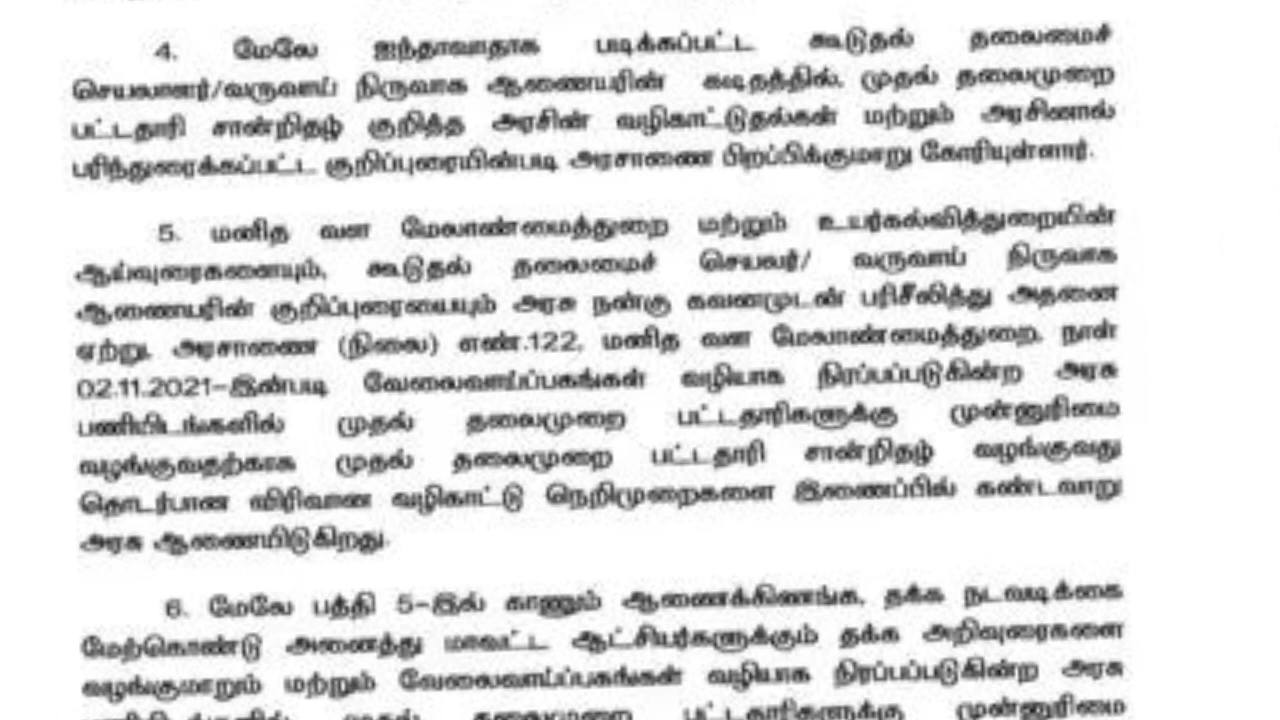 4. மேலே ஐந்தாவதாக படிக்கப்பட்ட கூடுதல் தலைமைச்
செயலாளர்/வருவாய் நிருவாக ஆணையரின் கடிதத்தில், முதல் தலைமுறை
பட்டதாரி சான்றிதழ் குறித்த அரசின் வழிகாட்டுதல்கள் மற்றும் அரசினால்
பரிந்துரைக்கப்பட்ட குறிப்புரையின்படி அரசாணை பிறப்பிக்குமாறு கோரியுள்ளார்.
5. மனித வள மேலாண்மைத்துறை மற்றும் உயர்கல்வித்துறையின்
ஆய்வுரைகளையும், கூடுதல் தலைமைச் செயலர்/ வருவாய் நிருவாக
ஆணையரின் குறிப்புரையையும் அரசு நன்கு கவனமுடன் பரிசீலித்து அதனை
ஏற்று, அரசாணை (நிலை) எண்.122, மனித வள மேலாண்மைத்துறை, நாள்
02.11.2021-இன்படி வேலைவாய்ப்பகங்கள் வழியாக நிரப்பப்படுகின்ற அரசு
பணியிடங்களில் முதல் தலைமுறை பட்டதாரிகளுக்கு முன்னுரிமை
வழங்குவதற்காக முதல் தலைமுறை பட்டதாரி சான்றிதழ் வழங்குவது
தொடர்பான விரிவான வழிகாட்டு நெறிமுறைகளை இணைப்பில் கண்டவாறு
அரசு ஆணையிடுகிறது.
6. மேலே பத்தி 5-இல் காணும் ஆணைக்கிணங்க, தக்க நடவடிக்கை
மேற்கொண்டு அனைத்து மாவட்ட ஆட்சியர்களுக்கும் தக்க அறிவுரைகளை
வழங்குமாறும் மற்றும் வேலைவாய்ப்பகங்கள் வழியாக நிரப்பப்படுகின்ற அரசு
முதல் தலைமுறை பட்டதாரிகளுக்கு முன்னுரிமை